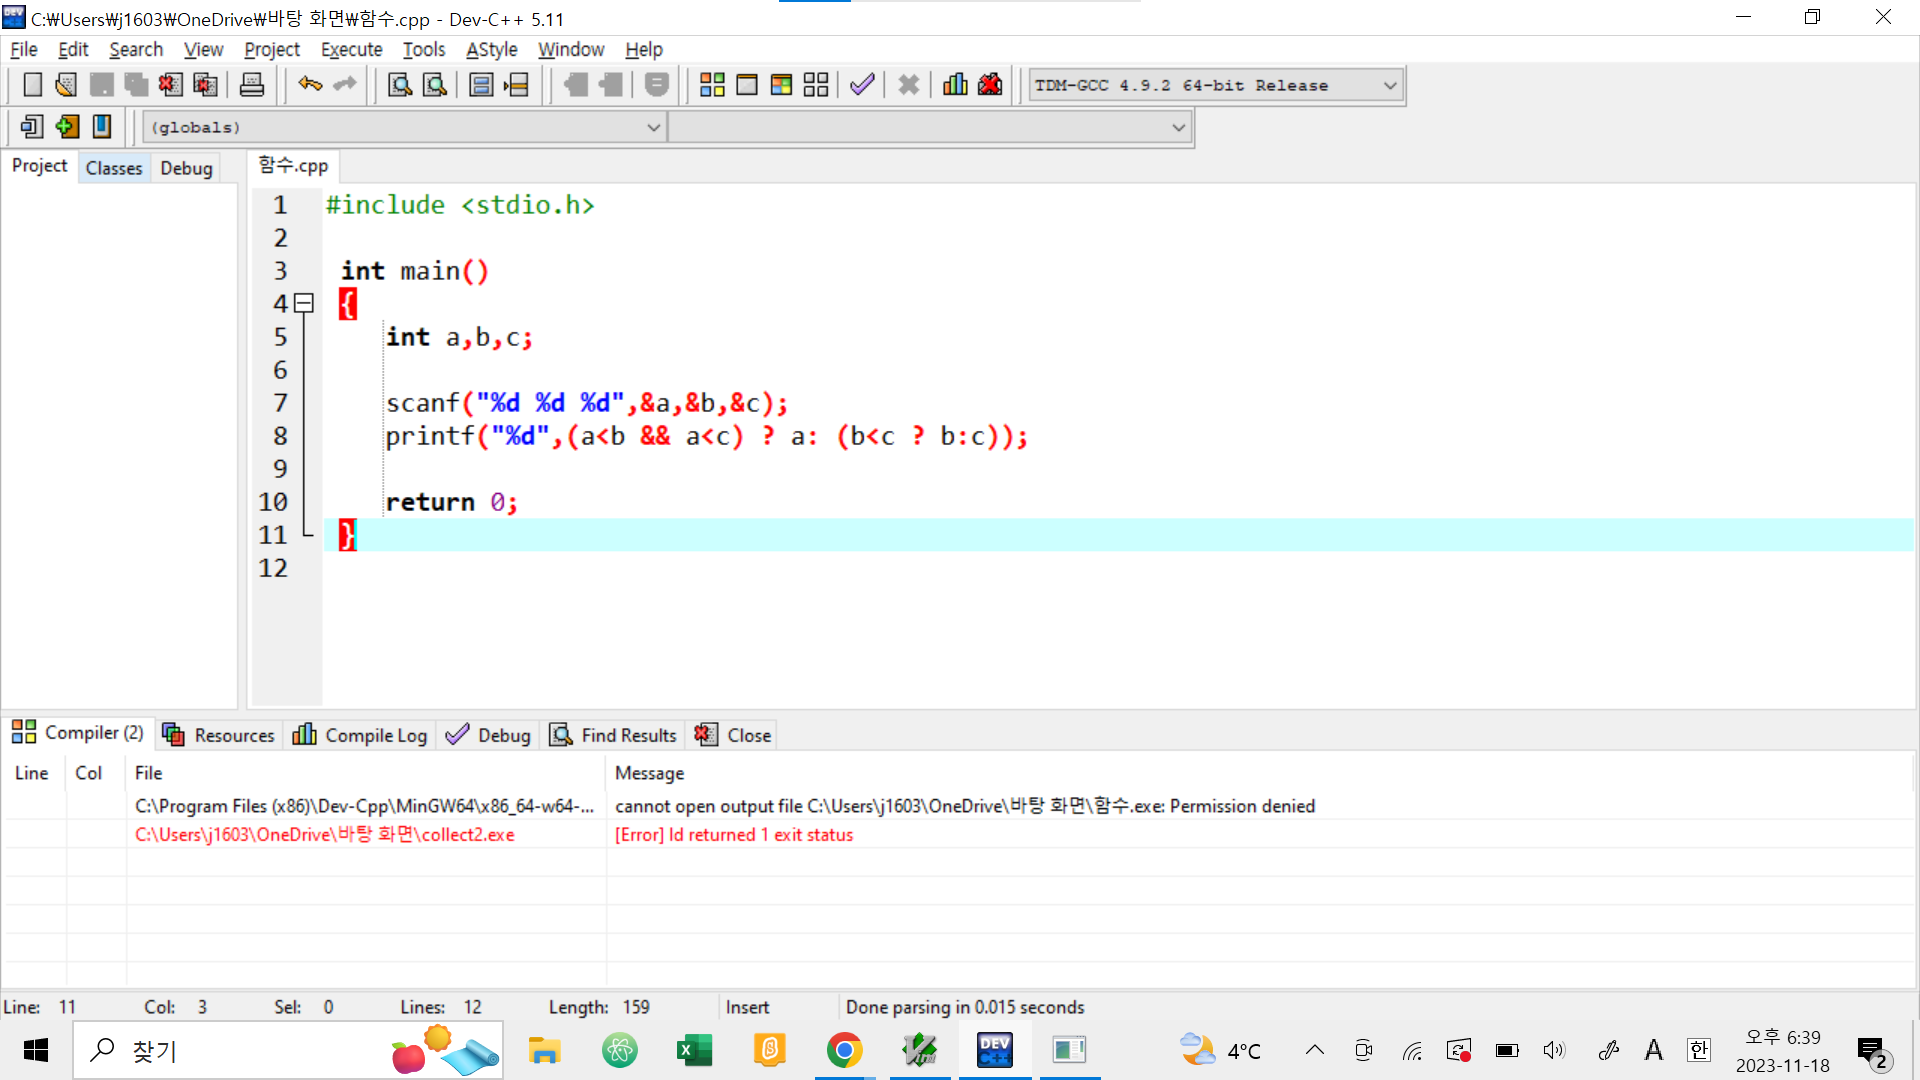 C:₩Users₩j1603₩OneDrive₩바탕 화면₩함수.cpp - Dev-C++ 5.11
File Edit Search View Project Execute Tools AStyle Window Help
TDM-GCC 4.9.2 64-bit Release
(globals)
Project Classes Debug
함수.cpp
1 #include <stdio.h>
2
3 int main()
4 {
5 int a,b,c;
6
7 scanf("%d %d %d",&a,&b,&c);
8 printf("%d",(a<b && a<c) ? a: (b<c ? b:c));
9
10 return 0;
11 }
12
Compiler (2) Resources Compile Log Debug Find Results Close
Line Col File Message
C:\Program Files (x86)\Dev-Cpp\MinGW64\x86_64-w64-... cannot open output file C:\Users\j1603\OneDrive\바탕 화면\함수.exe: Permission denied
C:\Users\j1603\OneDrive\바탕 화면\collect2.exe [Error] ld returned 1 exit status
Line: 11 Col: 3 Sel: 0 Lines: 12 Length: 159 Insert Done parsing in 0.015 seconds
찾기 DEV C++ 4°C A 한 오후 6:39
2023-11-18 2